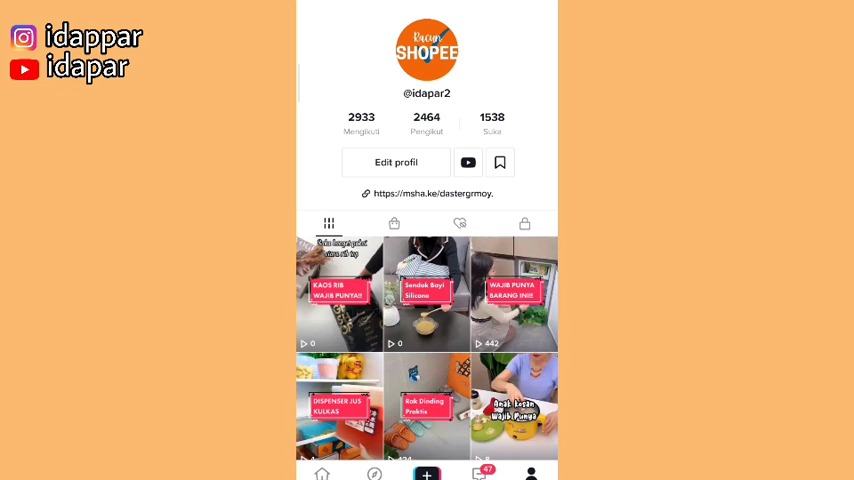 idappar
idapar
Racun
SHOPEE
@idapar2
2933 2464 1538
Mengikuti Pengikut Suka
Edit profil
https://msha.ke/dastergrmoy.
KAOS RIB
WAJIB PUNYA!!!
0
Sendok Bayi
Silicone
0
WAJIB PUNYA
BARANG INI!!!
442
DISPENSER JUS
KULKAS
Rak Dinding
Praktis
Anak kosan
Wajib Punya
47